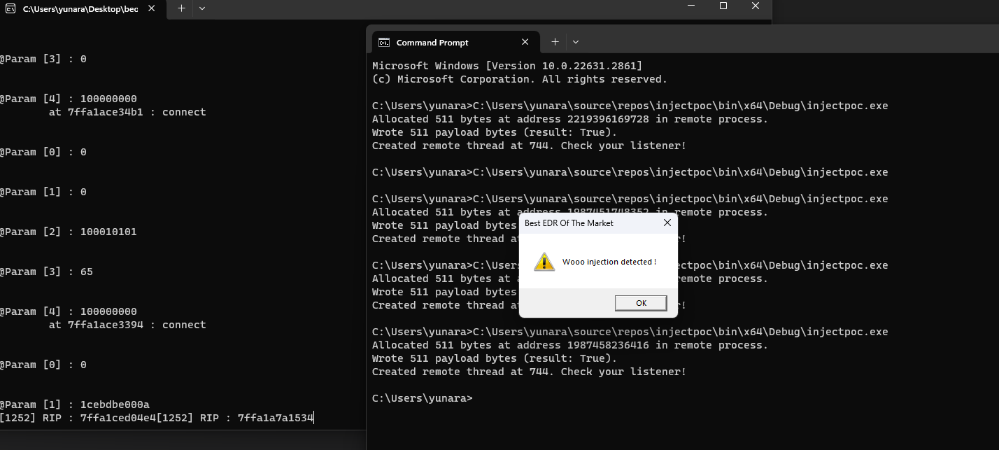 C:\Users\yunara\Desktop\bec
@Param [3] : 0
@Param [4] : 100000000
at 7ffa1ace34b1 : connect
@Param [0] : 0
@Param [1] : 0
@Param [2] : 100010101
@Param [3] : 65
@Param [4] : 100000000
at 7ffa1ace3394 : connect
@Param [0] : 0
@Param [1] : 1cebdbe000a
[1252] RIP : 7ffa1ced04e4[1252] RIP : 7ffa1a7a1534
Command Prompt
Microsoft Windows [Version 10.0.22631.2861]
(c) Microsoft Corporation. All rights reserved.
C:\Users\yunara>C:\Users\yunara\source\repos\injectpoc\bin\x64\Debug\injectpoc.exe
Allocated 511 bytes at address 2219396169728 in remote process.
Wrote 511 payload bytes (result: True).
Created remote thread at 744. Check your listener!
C:\Users\yunara>C:\Users\yunara\source\repos\injectpoc\bin\x64\Debug\injectpoc.exe
C:\Users\yunara>C:\Users\yunara\source\repos\injectpoc\bin\x64\Debug\injectpoc.exe
Allocated 511 bytes at address 1987451748352 in remote process.
Wrote 511 payload bytes
Created remote thread a r!
C:\Users\yunara>C:\Users ectpoc\bin\x64\Debug\injectpoc.exe
Allocated 511 bytes at a remote process.
Wrote 511 payload bytes
Created remote thread a r!
C:\Users\yunara>C:\Users\yunara\source\repos\injectpoc\bin\x64\Debug\injectpoc.exe
Allocated 511 bytes at address 1987458236416 in remote process.
Wrote 511 payload bytes (result: True).
Created remote thread at 744. Check your listener!
C:\Users\yunara>
Best EDR Of The Market
Wooo injection detected !
OK